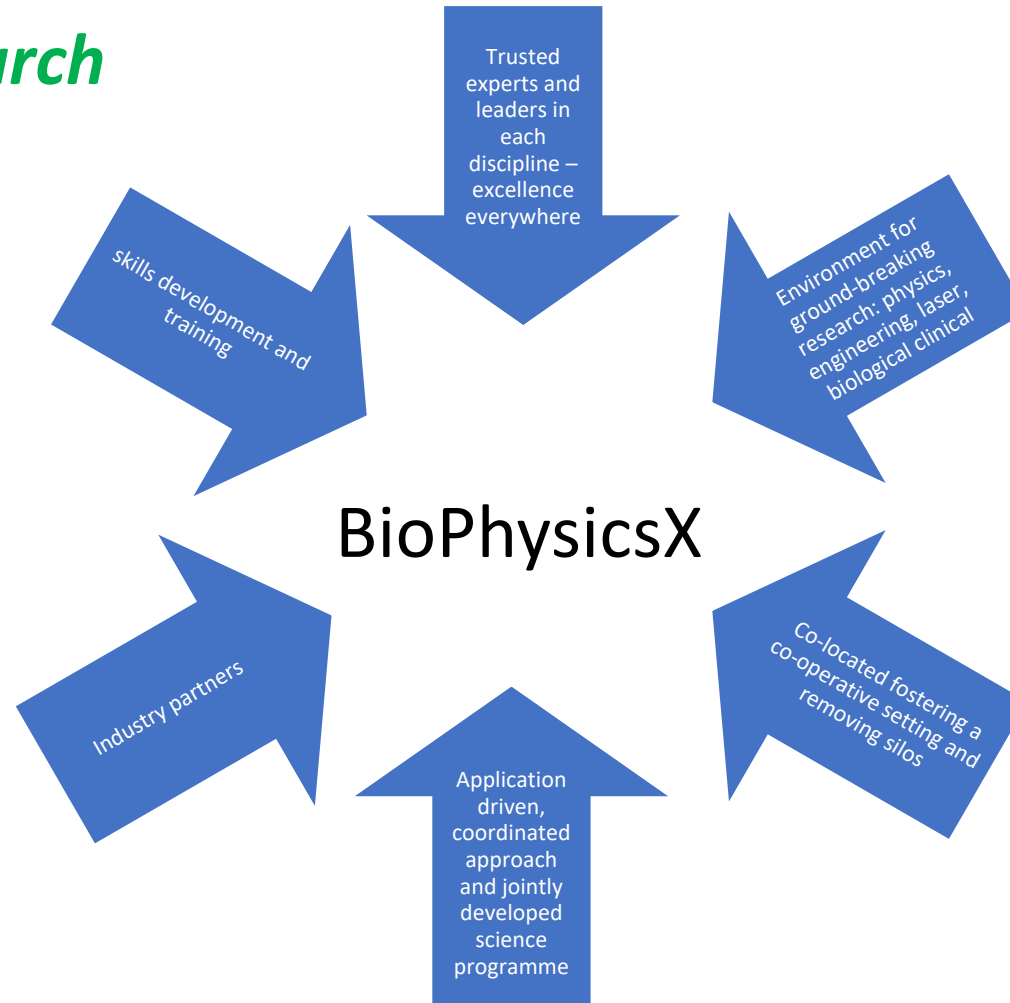 arch
Trusted
experts and
leaders in
each
discipline –
excellence
everywhere
skills development and
training
Environment for
ground-breaking
research: physics,
engineering, laser,
biological clinical
BioPhysicsX
Industry partners
Co-located fostering a
co-operative setting and
removing silos
Application
driven,
coordinated
approach
and jointly
developed
science
programme